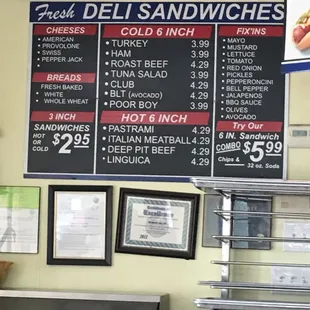 Fresh DELI SANDWICHES
CHEESES
• AMERICAN
• PROVOLONE
• SWISS
• PEPPER JACK
BREADS
FRESH BAKED
• WHITE
• WHOLE WHEAT
3 INCH
SANDWICHES
HOT or COLD $2.95
COLD 6 INCH
• TURKEY 3.99
• HAM 3.99
• ROAST BEEF 4.29
• TUNA SALAD 3.99
• CLUB 4.29
• BLT (AVOCADO) 4.29
• POOR BOY 3.99
HOT 6 INCH
• PASTRAMI 4.29
• ITALIAN MEATBALL 4.29
• DEEP PIT BEEF 4.29
• LINGUICA 4.29
FIX'INS
• MAYO
• MUSTARD
• LETTUCE
• TOMATO
• RED ONION
• PICKLES
• PEPPERONCINI
• BELL PEPPER
• JALAPENOS
• BBQ SAUCE
• OLIVES
• AVOCADO
Try Our
6 IN. Sandwich
COMBO $5.99
Chips & 32 oz. Soda